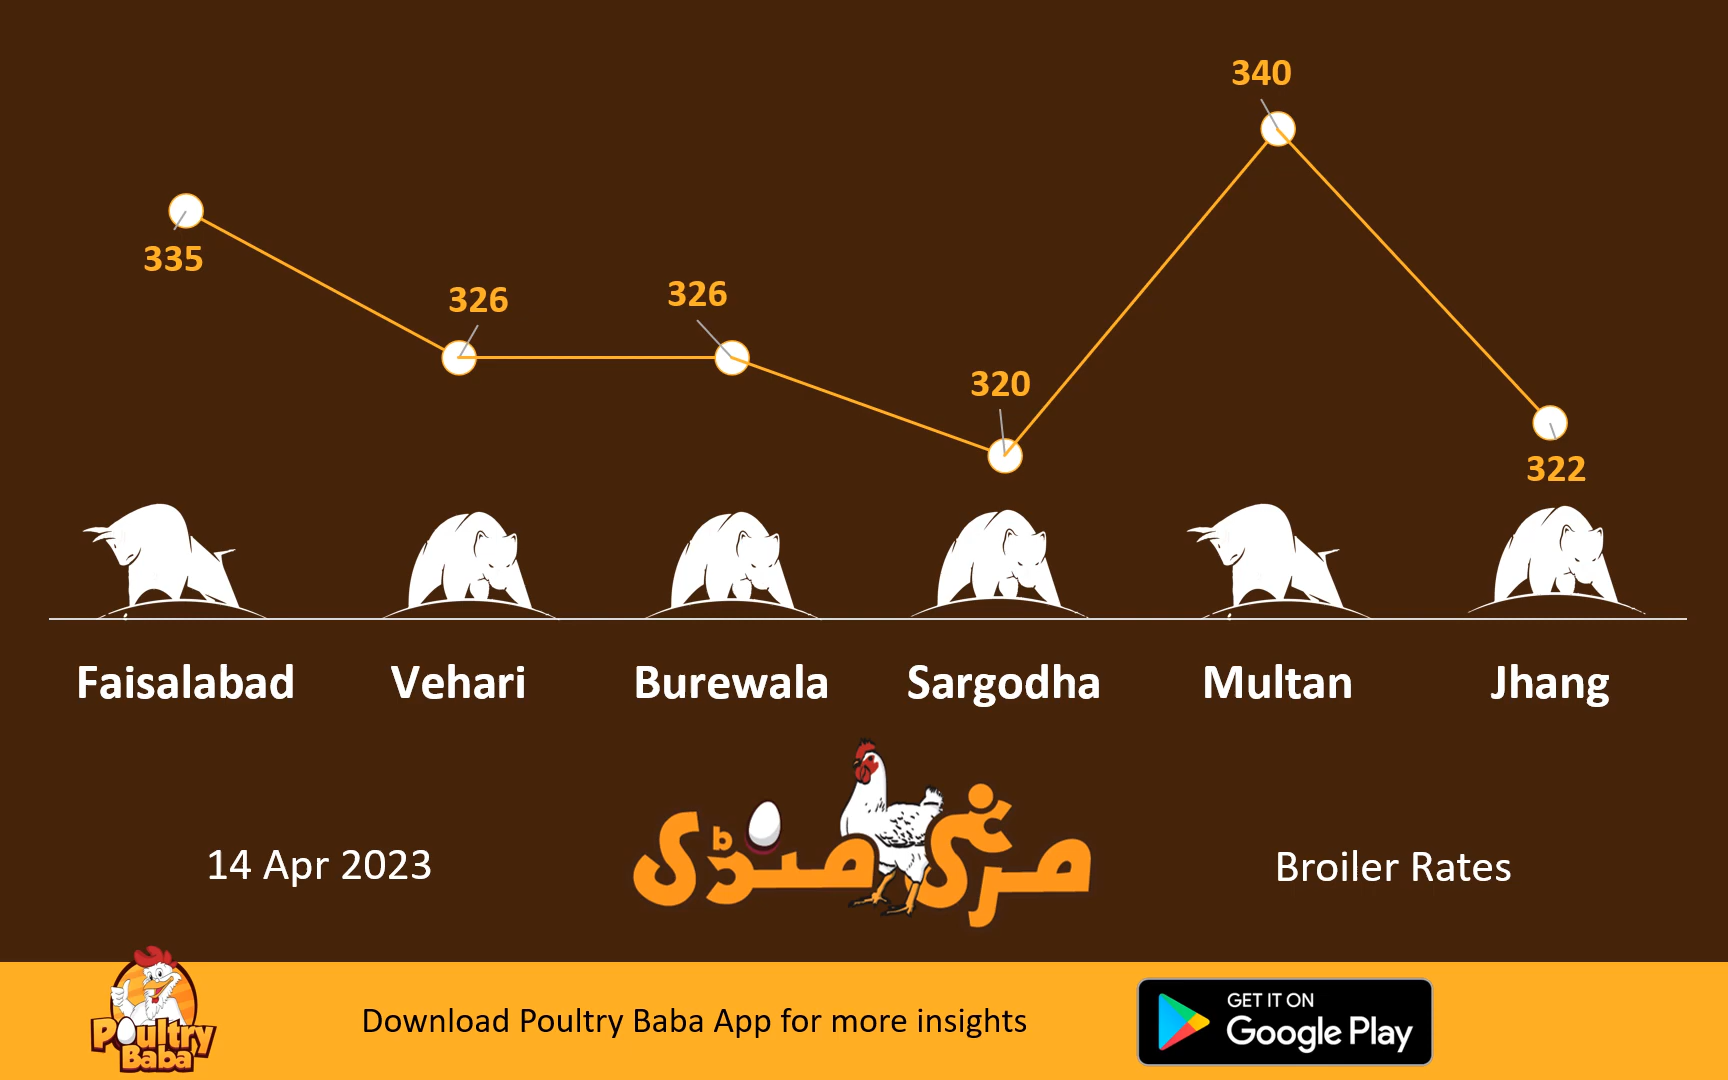 340
335
326
326
320
322
Faisalabad
Vehari
Burewala
Sargodha
Multan
Jhang
مرغی منڈی
14 Apr 2023
Broiler Rates
Poultry
Baba
Download Poultry Baba App for more insights
GET IT ON
Google Play